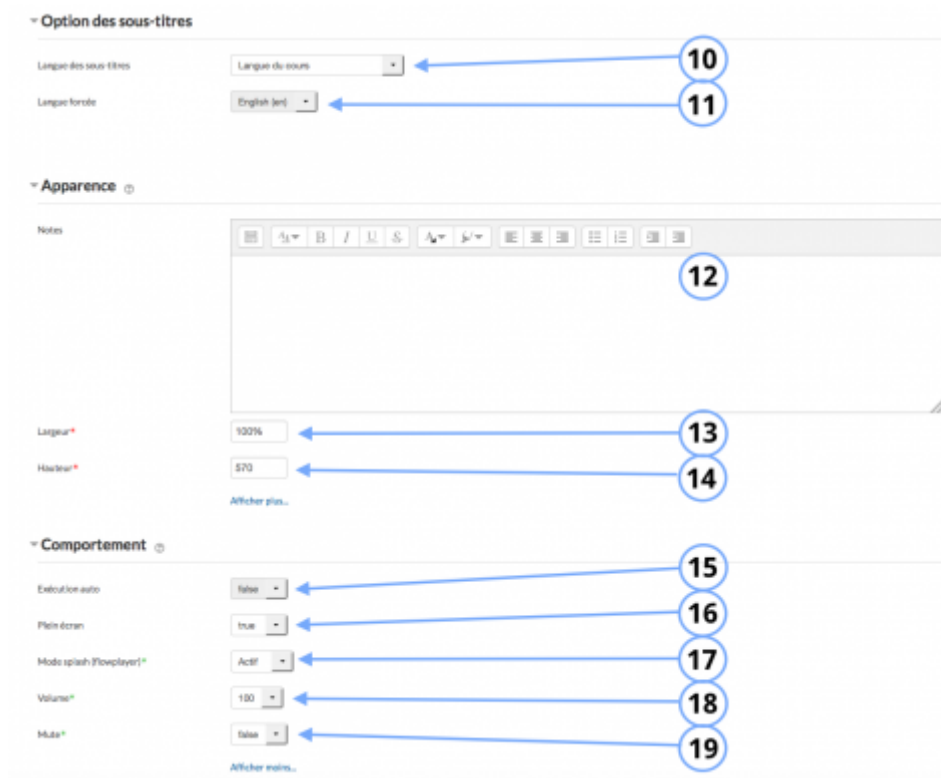 Option des sous-titres
Langue des sous-titres Langue du cours 10
Langue forcée English (en) 11
Apparence
Notes
B I U S
12
Largeur* 100% 13
Hauteur* 570 14
Afficher plus...
Comportement
Exécution auto false 15
Plein écran true 16
Mode splash (flowplayer)* Actif 17
Volume* 100 18
Mute* false 19
Afficher moins...